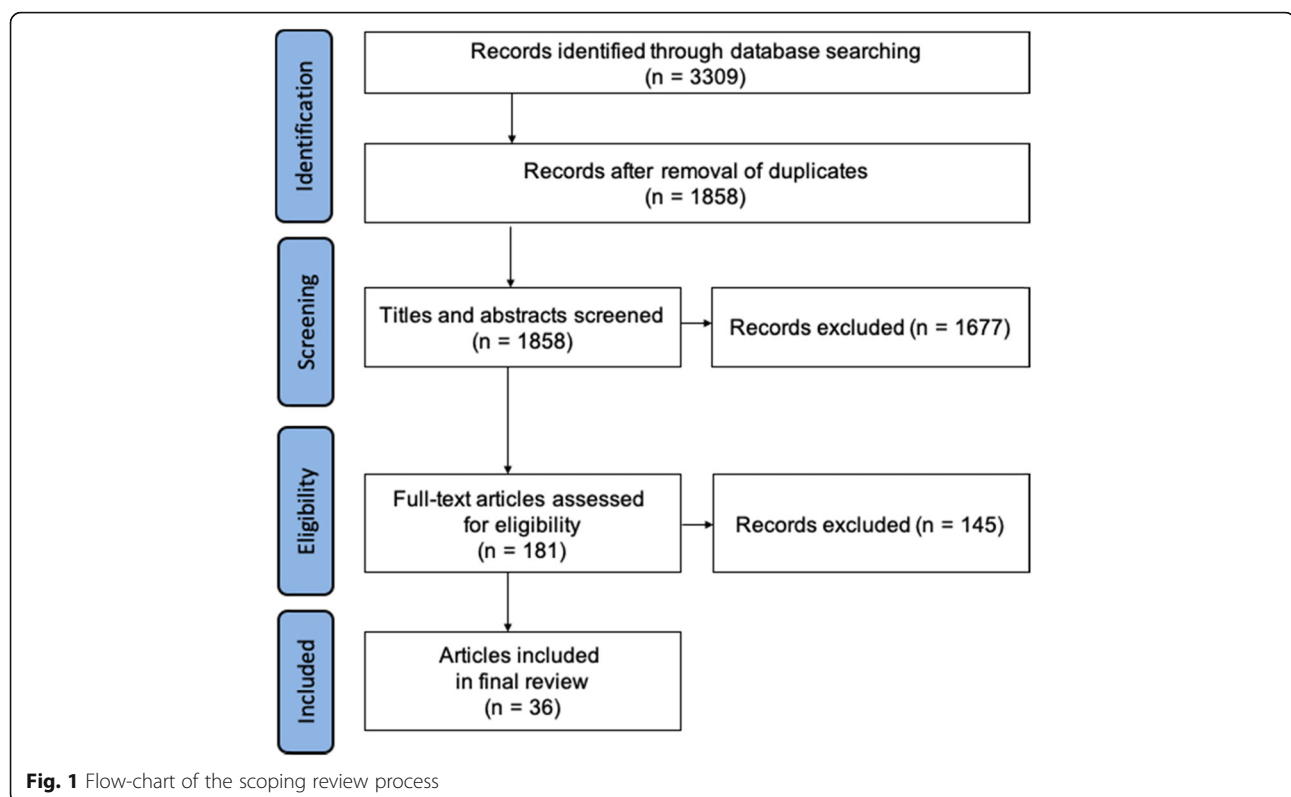 Identification
Records identified through database searching
(n = 3309)
Records after removal of duplicates
(n = 1858)
Screening
Titles and abstracts screened
(n = 1858)
Records excluded (n = 1677)
Eligibility
Full-text articles assessed
for eligibility
(n = 181)
Records excluded (n = 145)
Included
Articles included
in final review
(n = 36)
Fig. 1 Flow-chart of the scoping review process